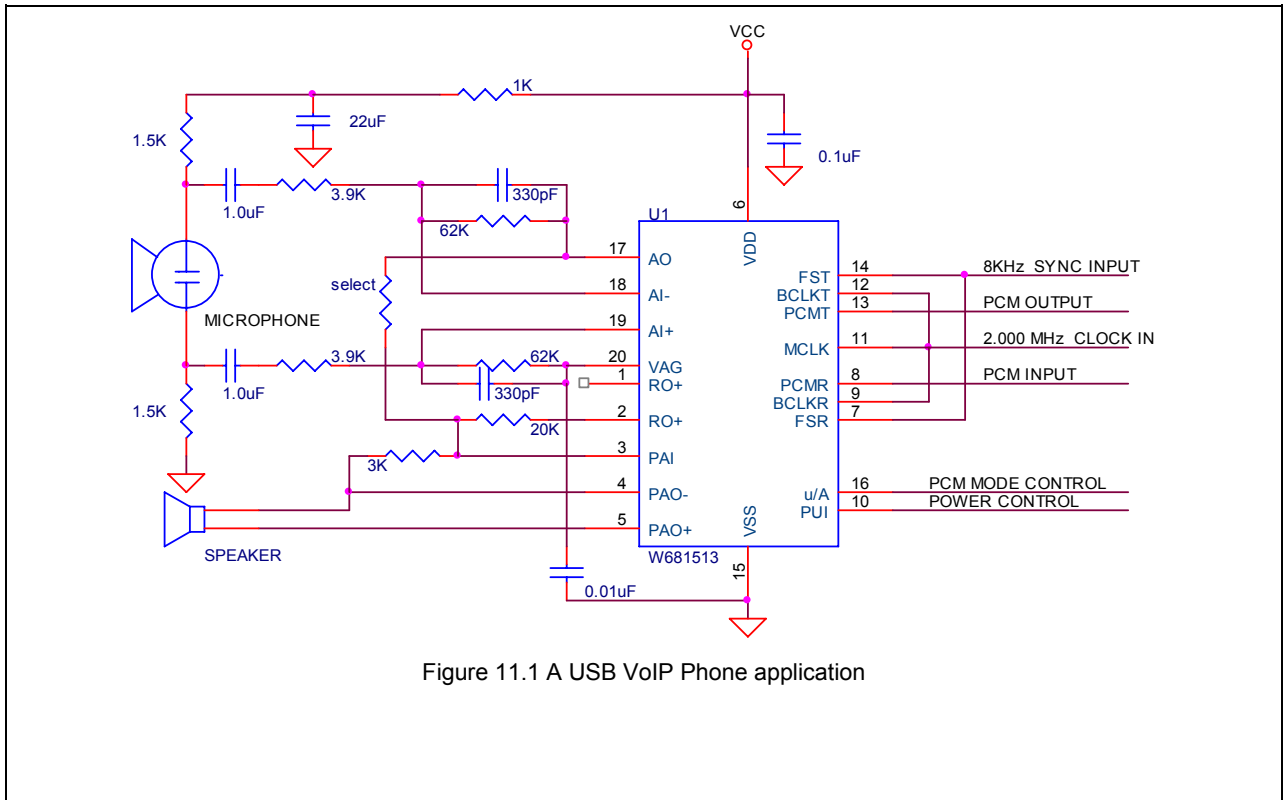 VCC
1K
22uF
1.5K
0.1uF
330pF
3.9K
1.0uF
62K
6
U1
VDD
17
AO
14
FST
8KHz SYNC INPUT
select
18
AI-
12
BCLKT
13
PCMT
PCM OUTPUT
MICROPHONE
19
AI+
11
MCLK
2.000 MHz CLOCK IN
3.9K
62K
20
VAG
1
RO+
8
PCMR
PCM INPUT
1.0uF
330pF
9
BCLKR
1.5K
2
RO+
7
FSR
20K
3
PAI
3K
4
PAO-
16
u/A
PCM MODE CONTROL
10
PUI
POWER CONTROL
5
PAO+
VSS
SPEAKER
W681513
15
0.01uF
Figure 11.1 A USB VoIP Phone application